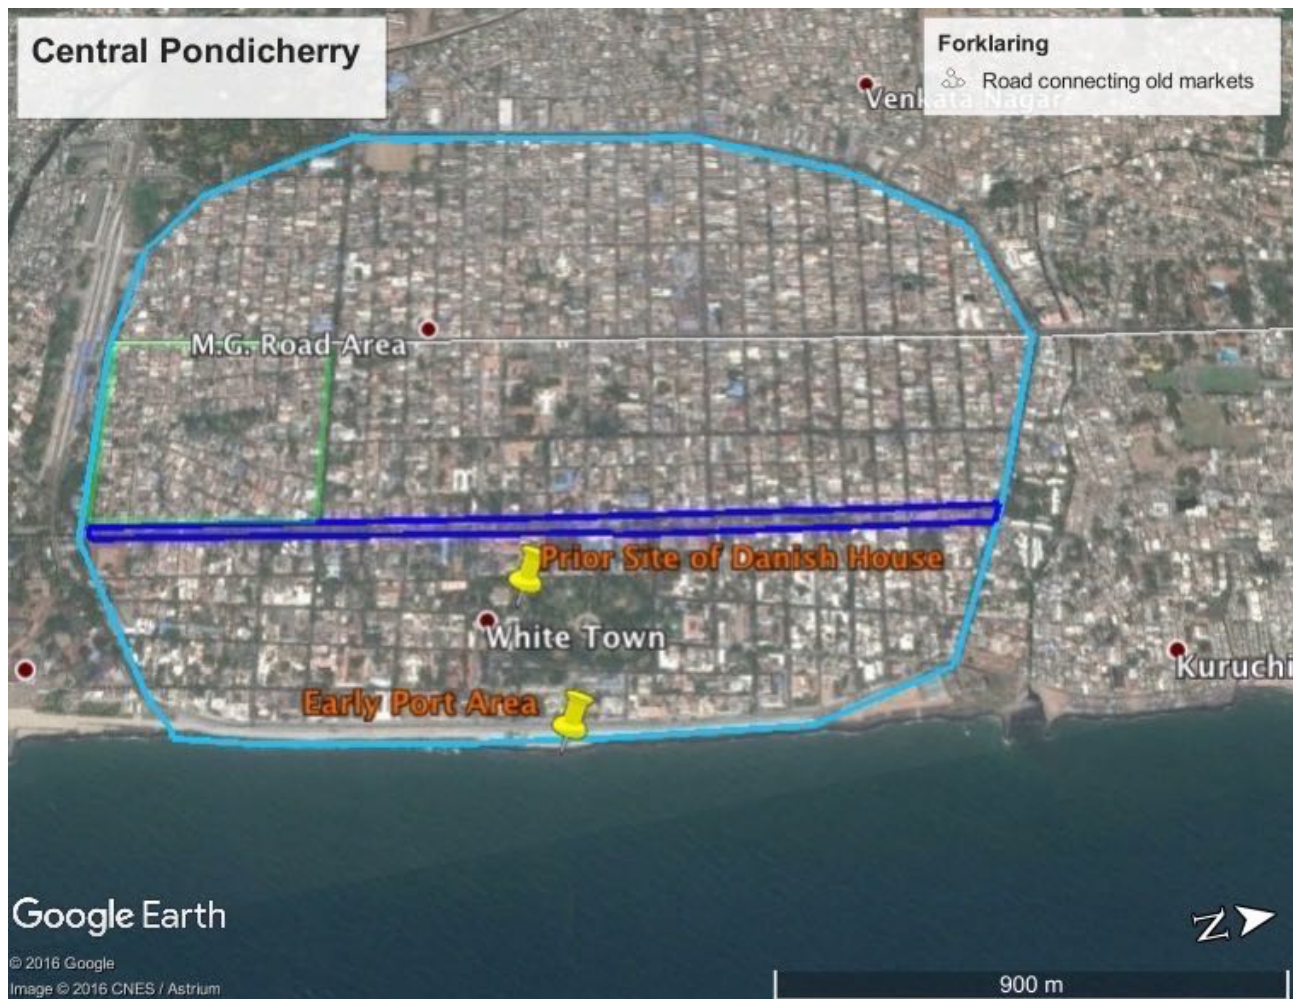 Central Pondicherry
Forklaring
Road connecting old markets
Venkata Nagar
M.G. Road Area
Prior Site of Danish House
White Town
Kuruchi
Early Port Area
Google Earth
N
© 2016 Google
Image © 2016 CNES / Astrium
900 m